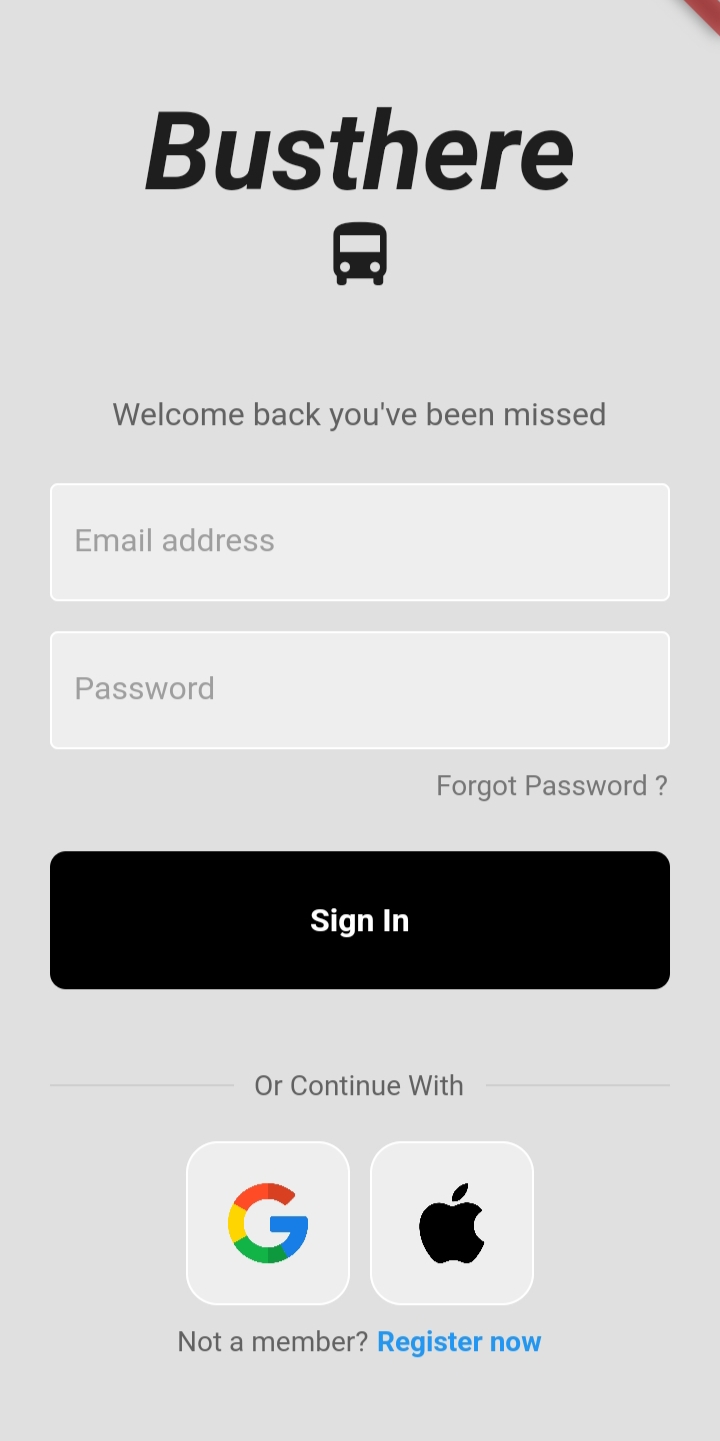 Busthere
Welcome back you've been missed
Email address
Password
Forgot Password ?
Sign In
Or Continue With
Not a member? Register now